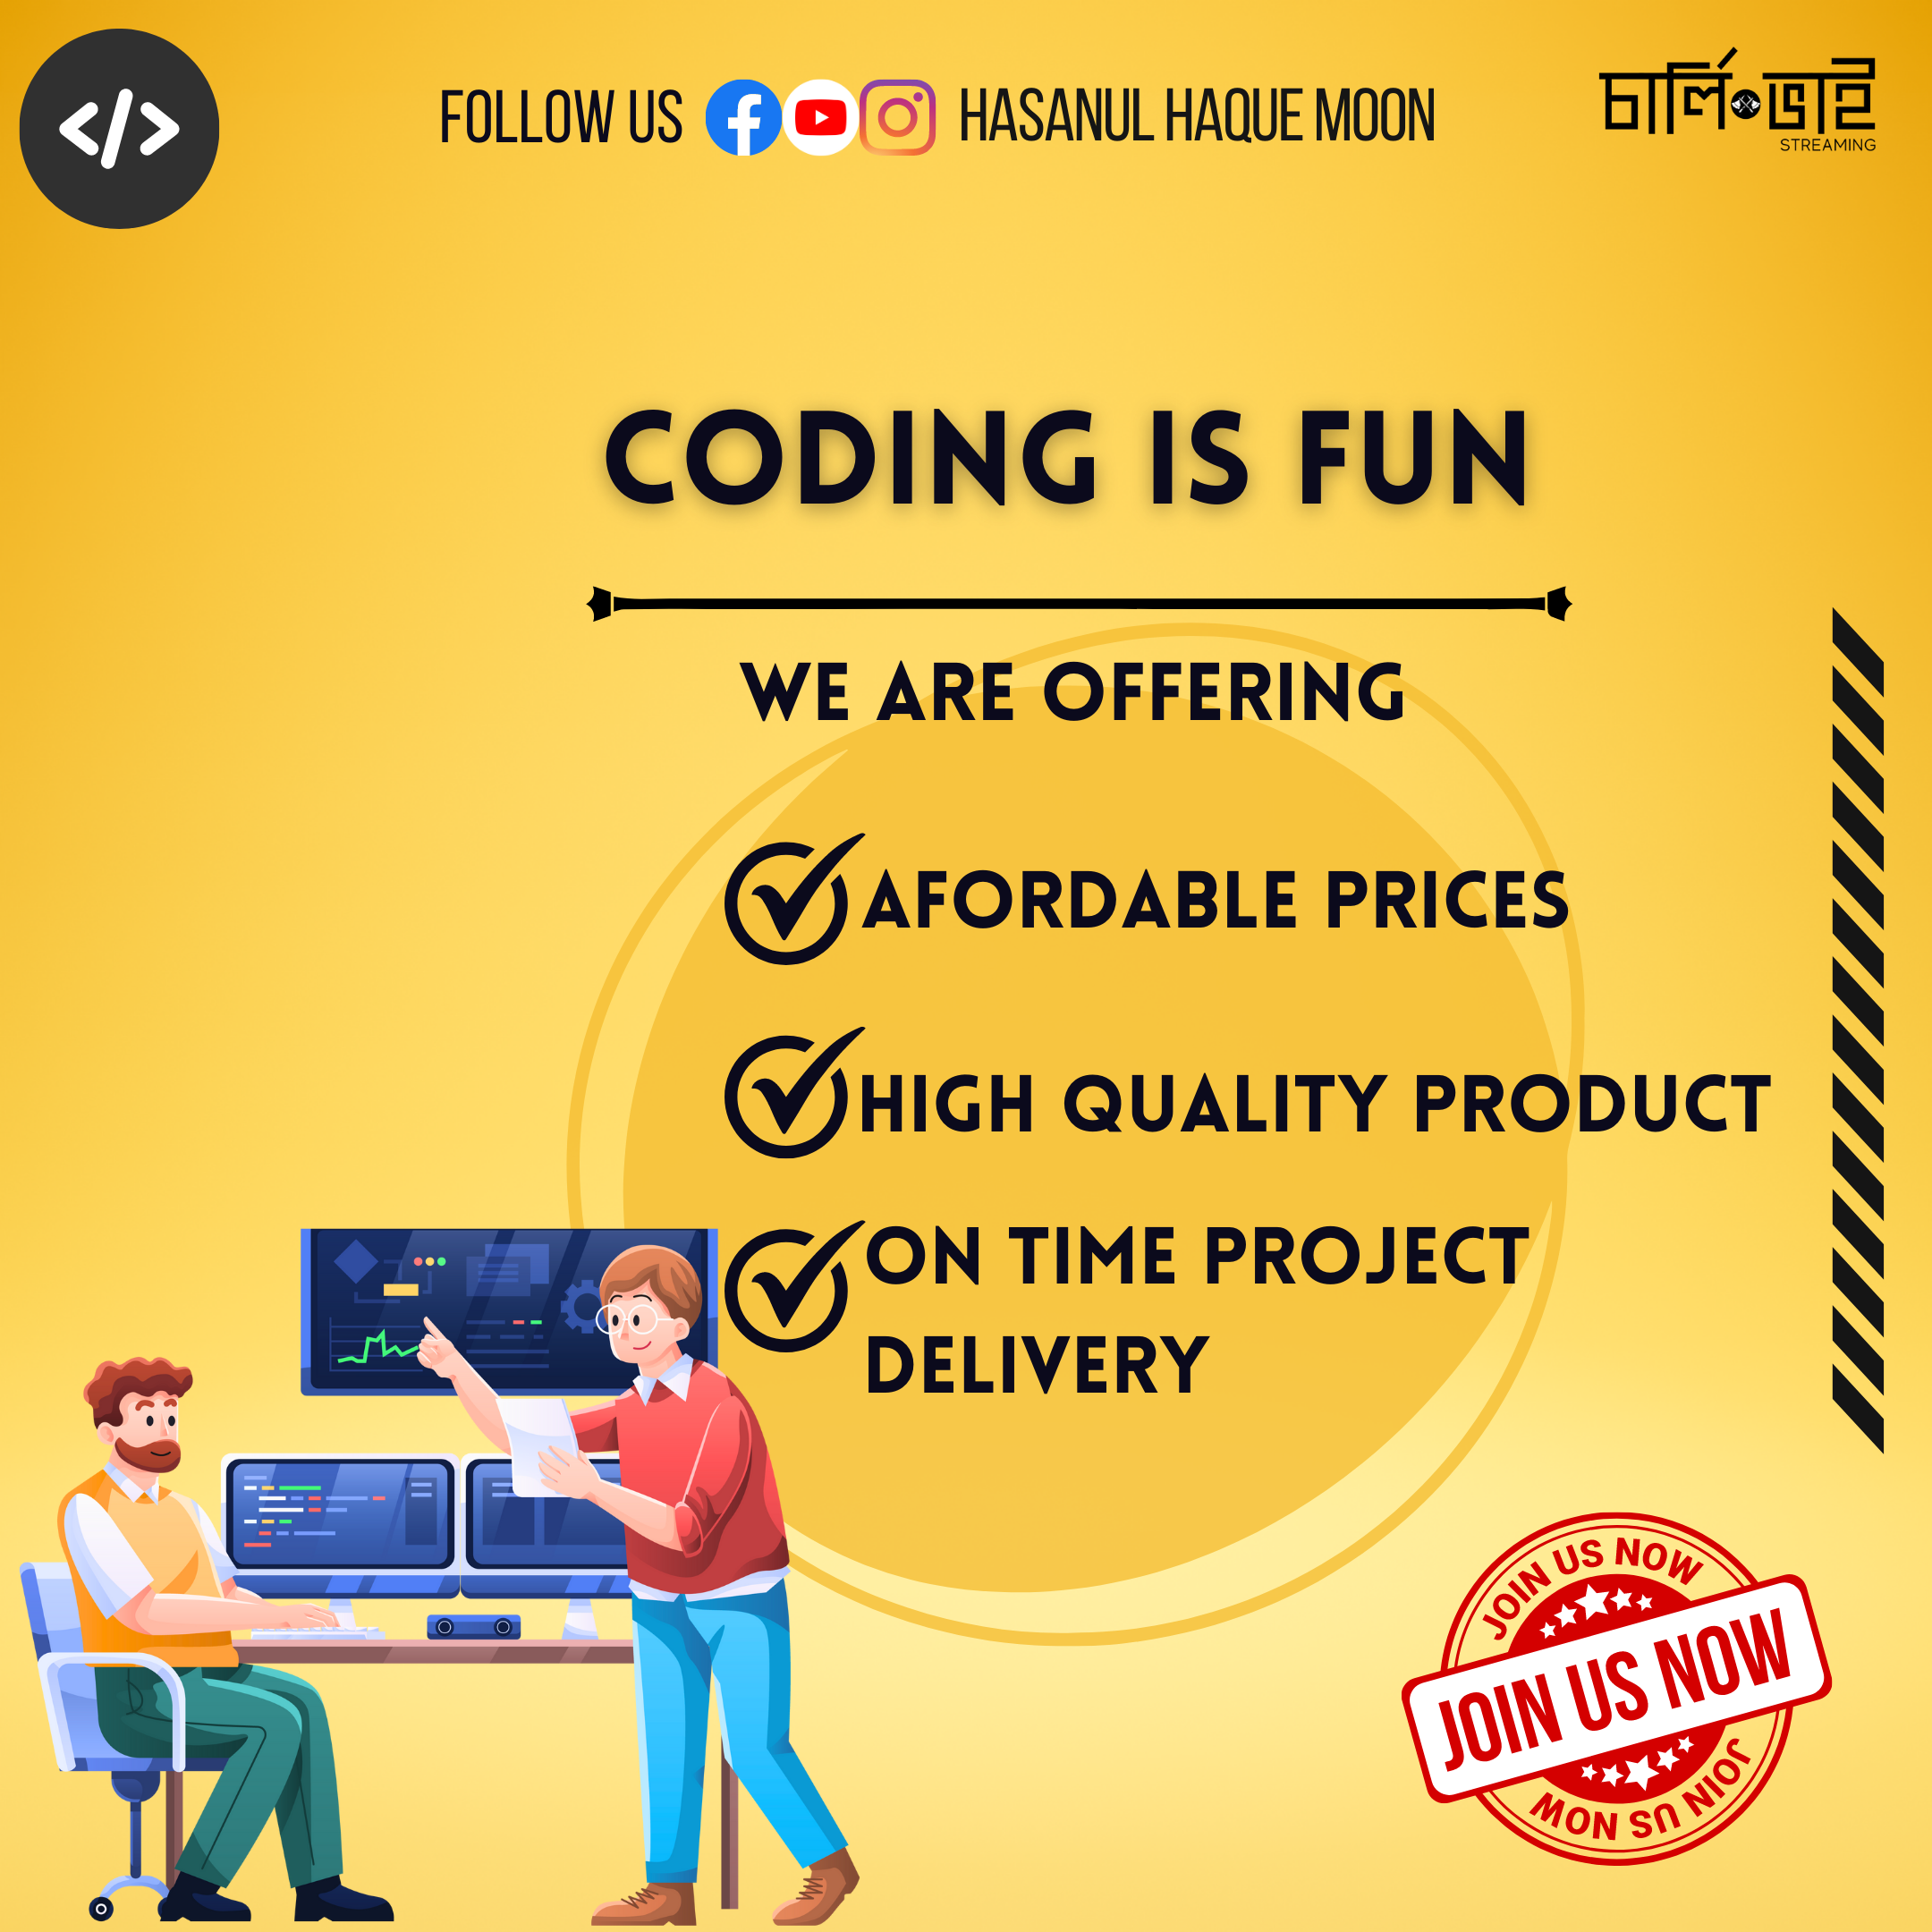 FOLLOW US HASANUL HAQUE MOON
চার্লি ভাই
STREAMING
CODING IS FUN
WE ARE OFFERING
AFORDABLE PRICES
HIGH QUALITY PRODUCT
ON TIME PROJECT
DELIVERY
JOIN US NOW
JOIN US NOW
JOIN US NOW